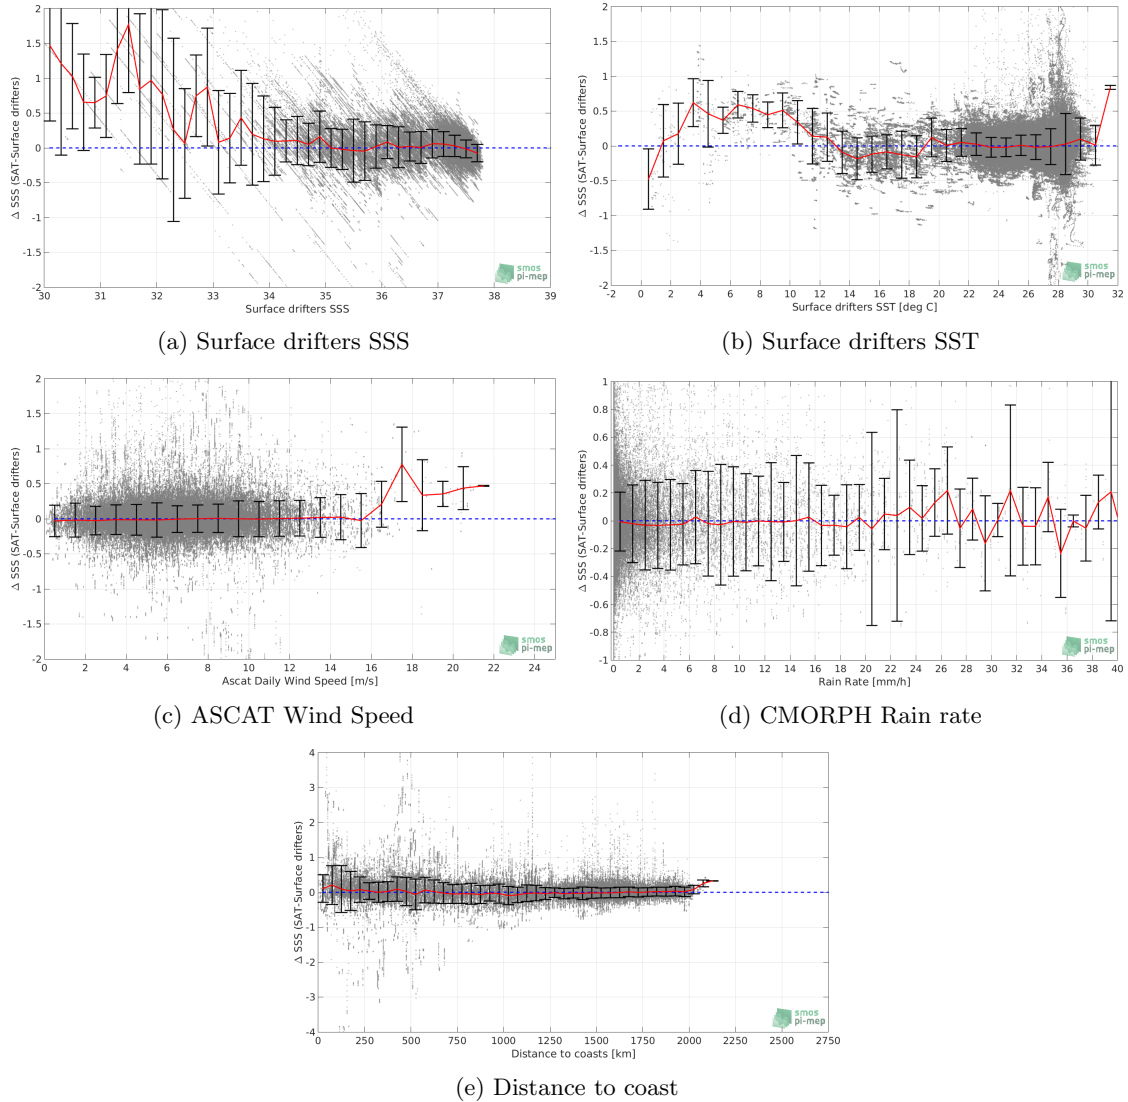 2
1.5
1
0.5
0
-0.5
-1
-1.5
-2
Δ SSS (SAT-Surface drifters)
30 31 32 33 34 35 36 37 38 39
Surface drifters SSS
smos
pi-mep
(a) Surface drifters SSS
2
1.5
1
0.5
0
-0.5
-1
-1.5
-2
Δ SSS (SAT-Surface drifters)
-2 0 2 4 6 8 10 12 14 16 18 20 22 24 26 28 30 32
Surface drifters SST [deg C]
smos
pi-mep
(b) Surface drifters SST
2
1.5
1
0.5
0
-0.5
-1
-1.5
-2
Δ SSS (SAT-Surface drifters)
0 2 4 6 8 10 12 14 16 18 20 22 24
Ascat Daily Wind Speed [m/s]
smos
pi-mep
(c) ASCAT Wind Speed
1
0.8
0.6
0.4
0.2
0
-0.2
-0.4
-0.6
-0.8
-1
Δ SSS (SAT-Surface drifters)
0 2 4 6 8 10 12 14 16 18 20 22 24 26 28 30 32 34 36 38 40
Rain Rate [mm/h]
smos
pi-mep
(d) CMORPH Rain rate
4
3
2
1
0
-1
-2
-3
-4
Δ SSS (SAT-Surface drifters)
0 250 500 750 1000 1250 1500 1750 2000 2250 2500 2750
Distance to coasts [km]
smos
pi-mep
(e) Distance to coast